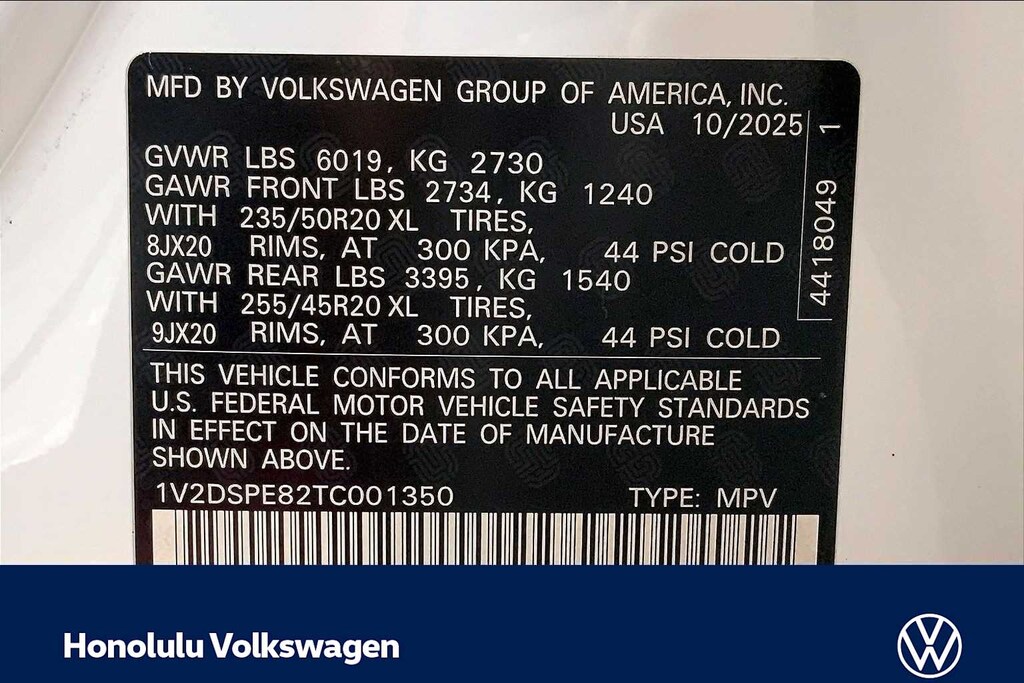 MFD BY VOLKSWAGEN GROUP OF AMERICA, INC.
USA 10/2025
GVWR LBS 6019, KG 2730
GAWR FRONT LBS 2734, KG 1240
WITH 235/50R20 XL TIRES,
8JX20 RIMS, AT 300 KPA, 44 PSI COLD
GAWR REAR LBS 3395, KG 1540
WITH 255/45R20 XL TIRES,
9JX20 RIMS, AT 300 KPA, 44 PSI COLD
4418049 1
THIS VEHICLE CONFORMS TO ALL APPLICABLE
U.S. FEDERAL MOTOR VEHICLE SAFETY STANDARDS
IN EFFECT ON THE DATE OF MANUFACTURE
SHOWN ABOVE.
1V2DSPE82TC001350 TYPE: MPV
Honolulu Volkswagen